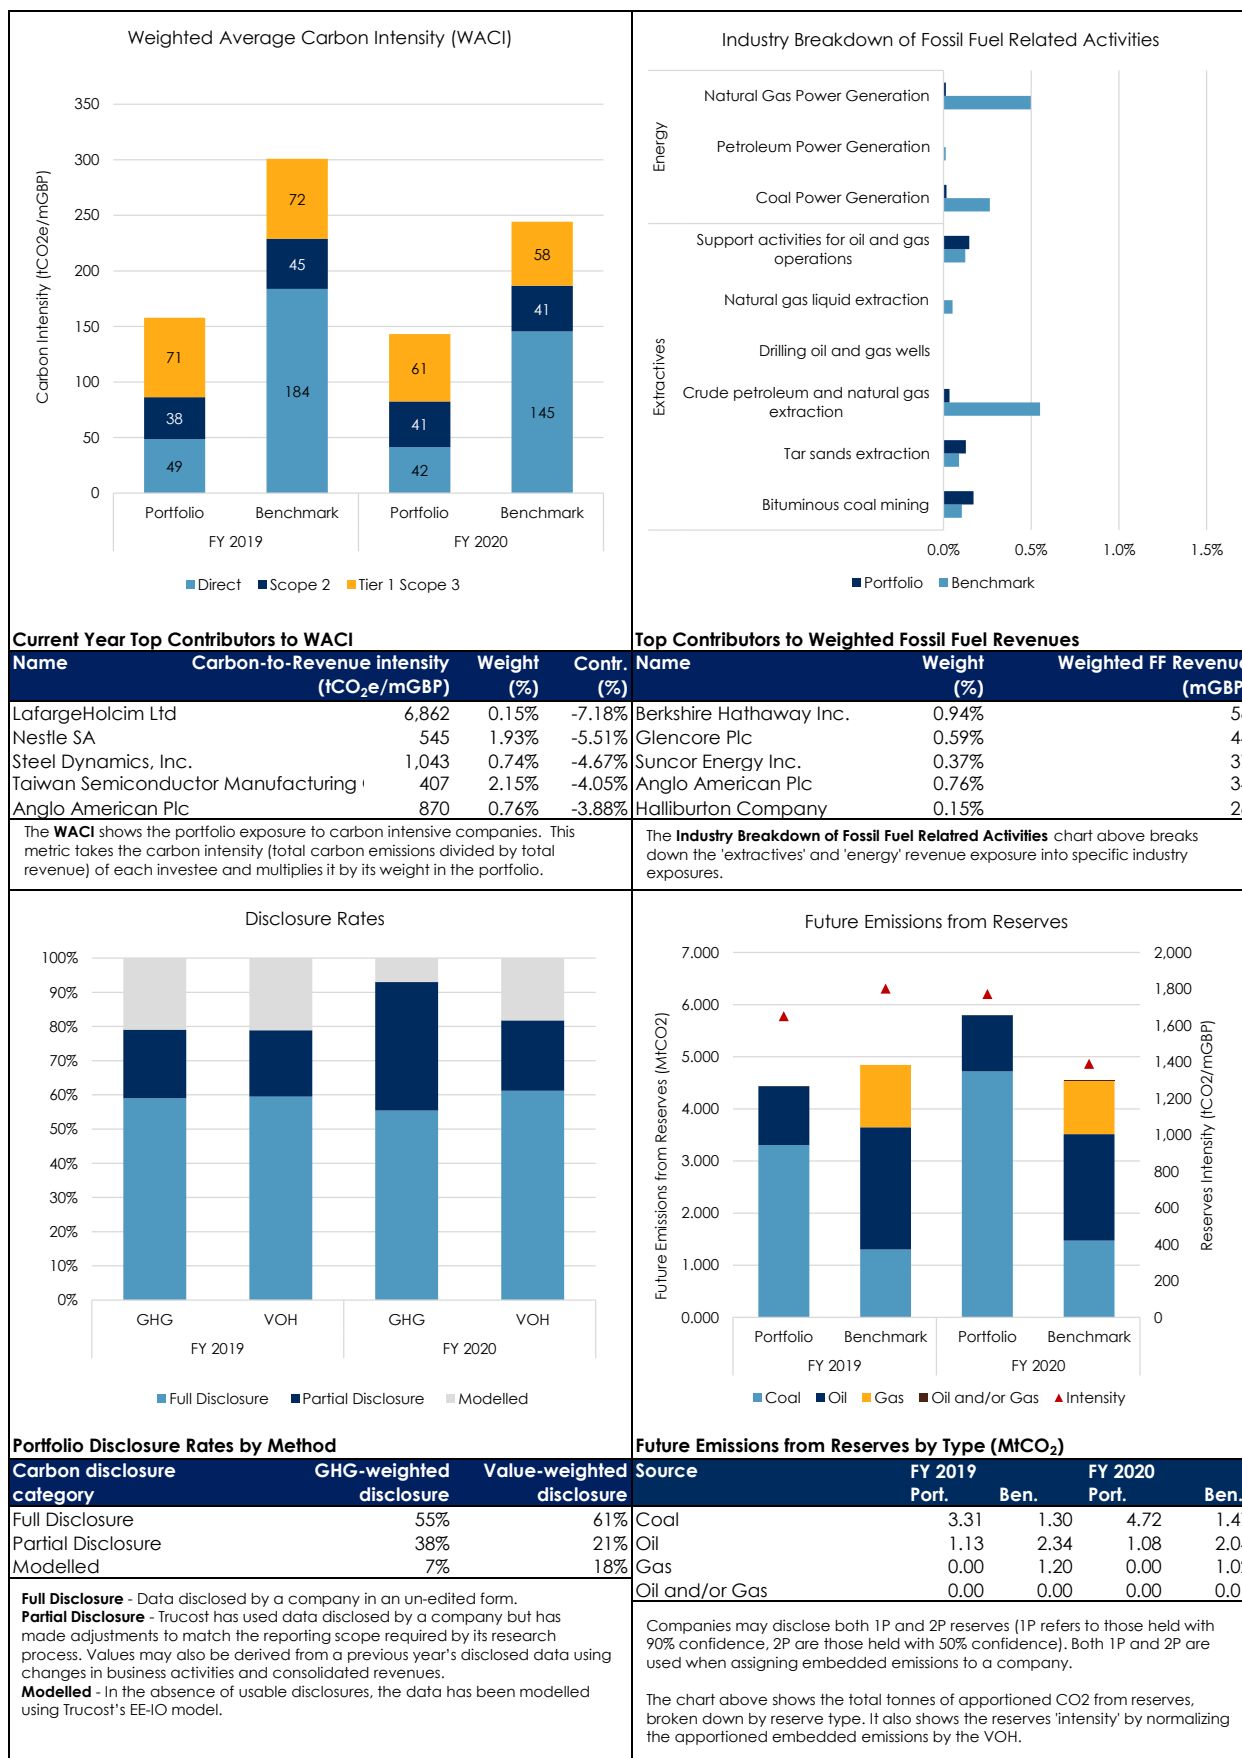 Weighted Average Carbon Intensity (WACI)
Carbon Intensity (tCO2e/mGBP)
350
300
250
200
150
100
50
0
71
38
49
72
45
184
61
41
42
58
41
145
Portfolio Benchmark Portfolio Benchmark
FY 2019 FY 2020
Direct Scope 2 Tier 1 Scope 3
Industry Breakdown of Fossil Fuel Related Activities
Energy
Natural Gas Power Generation
Petroleum Power Generation
Coal Power Generation
Extractives
Support activities for oil and gas
operations
Natural gas liquid extraction
Drilling oil and gas wells
Crude petroleum and natural gas
extraction
Tar sands extraction
Bituminous coal mining
0.0% 0.5% 1.0% 1.5%
Portfolio Benchmark
Current Year Top Contributors to WACI
Name Carbon-to-Revenue intensity Weight Contr.
(tCO2e/mGBP) (%) (%)
LafargeHolcim Ltd 6,862 0.15% -7.18%
Nestle SA 545 1.93% -5.51%
Steel Dynamics, Inc. 1,043 0.74% -4.67%
Taiwan Semiconductor Manufacturing 407 2.15% -4.05%
Anglo American Plc 870 0.76% -3.88%
The WACI shows the portfolio exposure to carbon intensive companies. This
metric takes the carbon intensity (total carbon emissions divided by total
revenue) of each investee and multiplies it by its weight in the portfolio.
Top Contributors to Weighted Fossil Fuel Revenues
Name Weight Weighted FF Revenue
(%) (mGBP
Berkshire Hathaway Inc. 0.94%
Glencore Plc 0.59%
Suncor Energy Inc. 0.37%
Anglo American Plc 0.76%
Halliburton Company 0.15%
The Industry Breakdown of Fossil Fuel Relatred Activities chart above breaks
down the 'extractives' and 'energy' revenue exposure into specific industry
exposures.
Disclosure Rates
100%
90%
80%
70%
60%
50%
40%
30%
20%
10%
0%
GHG VOH GHG VOH
FY 2019 FY 2020
Full Disclosure Partial Disclosure Modelled
Future Emissions from Reserves
Future Emissions from Reserves (MtCO2)
7.000
6.000
5.000
4.000
3.000
2.000
1.000
0.000
2,000
1,800
1,600
1,400
1,200
1,000
800
600
400
200
0
Reserves Intensity (tCO2/mGBP)
Portfolio Benchmark Portfolio Benchmark
FY 2019 FY 2020
Coal Oil Gas Oil and/or Gas Intensity
Portfolio Disclosure Rates by Method
Carbon disclosure GHG-weighted Value-weighted
category disclosure disclosure
Full Disclosure 55% 61%
Partial Disclosure 38% 21%
Modelled 7% 18%
Full Disclosure - Data disclosed by a company in an un-edited form.
Partial Disclosure - Trucost has used data disclosed by a company but has
made adjustments to match the reporting scope required by its research
process. Values may also be derived from a previous year's disclosed data using
changes in business activities and consolidated revenues.
Modelled - In the absence of usable disclosures, the data has been modelled
using Trucost's EE-IO model.
Future Emissions from Reserves by Type (MtCO2)
Source FY 2019 FY 2020
Port. Ben. Port. Ben.
Coal 3.31 1.30 4.72 1.4
Oil 1.13 2.34 1.08 2.0
Gas 0.00 1.20 0.00 1.0
Oil and/or Gas 0.00 0.00 0.00 0.0
Companies may disclose both 1P and 2P reserves (1P refers to those held with
90% confidence, 2P are those held with 50% confidence). Both 1P and 2P are
used when assigning embedded emissions to a company.
The chart above shows the total tonnes of apportioned CO2 from reserves,
broken down by reserve type. It also shows the reserves 'intensity' by normalizing
the apportioned embedded emissions by the VOH.